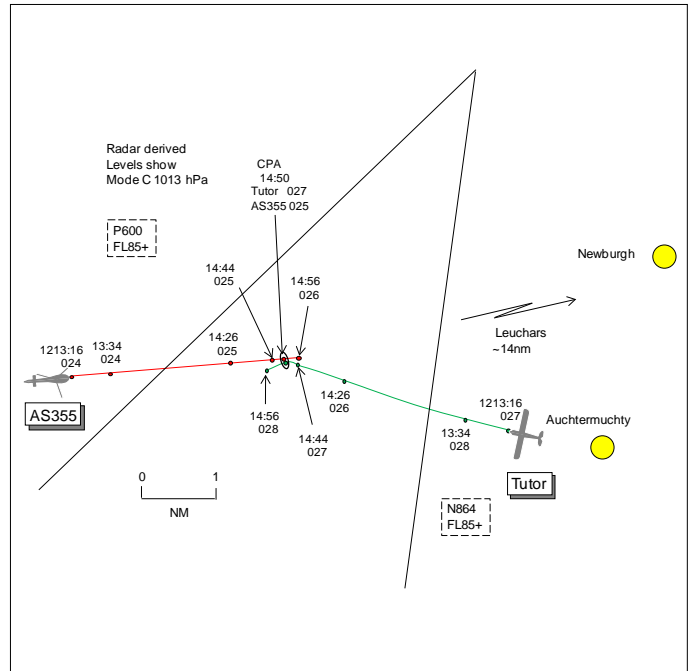 Radar derived
Levels show
Mode C 1013 hPa
P600
FL85+
CPA
14:50
Tutor 027
AS355 025
Newburgh
14:44
025
14:56
026
Leuchars
~14nm
1213:16
024
13:34
024
14:26
025
AS355
14:56
028
14:44
027
14:26
026
1213:16
027
13:34
028
Auchtermuchty
Tutor
0 1
NM
N864
FL85+